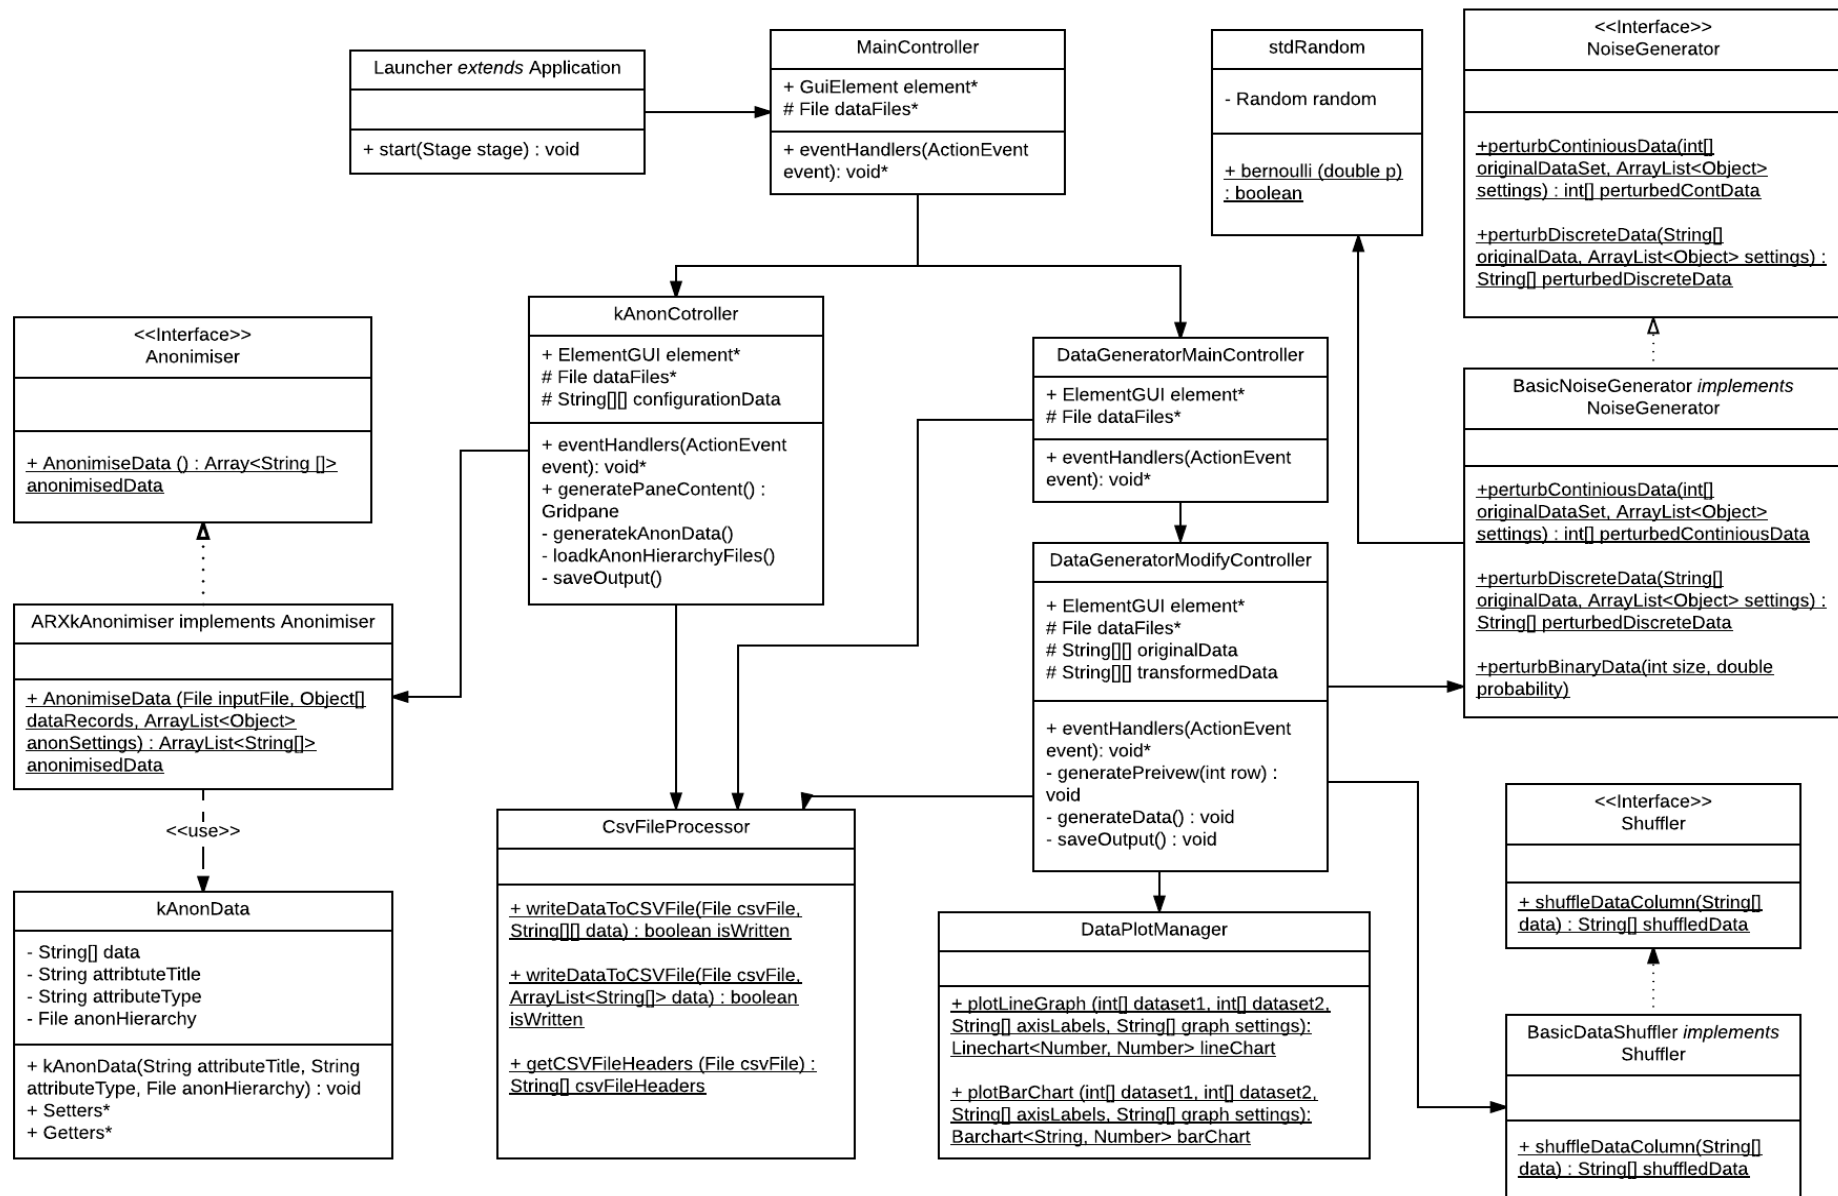 Launcher extends Application
+ start(Stage stage) : void
MainController
+ GuiElement element*
# File dataFiles*
+ eventHandlers(ActionEvent
event): void*
stdRandom
- Random random
+ bernoulli (double p)
: boolean
<<Interface>>
NoiseGenerator
+perturbContiniousData(int[]
originalDataSet, ArrayList<Object>
settings) : int[] perturbedContData
+perturbDiscreteData(String[]
originalData, ArrayList<Object> settings) :
String[] perturbedDiscreteData
<<Interface>>
Anonimiser
+ AnonimiseData () : Array<String []>
anonimisedData
kAnonCotroller
+ ElementGUI element*
# File dataFiles*
# String[][] configurationData
+ eventHandlers(ActionEvent
event): void*
+ generatePaneContent() :
Gridpane
- generatekAnonData()
- loadkAnonHierarchyFiles()
- saveOutput()
DataGeneratorMainController
+ ElementGUI element*
# File dataFiles*
+ eventHandlers(ActionEvent
event): void*
BasicNoiseGenerator implements
NoiseGenerator
+perturbContiniousData(int[]
originalDataSet, ArrayList<Object>
settings) : int[] perturbedContiniousData
+perturbDiscreteData(String[]
originalData, ArrayList<Object> settings) :
String[] perturbedDiscreteData
+perturbBinaryData(int size, double
probability)
ARXkAnonimiser implements Anonimiser
+ AnonimiseData (File inputFile, Object[]
dataRecords, ArrayList<Object>
anonSettings) : ArrayList<String[]>
anonimisedData
<<use>>
DataGeneratorModifyController
+ ElementGUI element*
# File dataFiles*
# String[][] originalData
# String[][] transformedData
+ eventHandlers(ActionEvent
event): void*
- generatePreivew(int row) :
void
- generateData() : void
- saveOutput() : void
kAnonData
- String[] data
- String attribtuteTitle
- String attributeType
- File anonHierarchy
+ kAnonData(String attributeTitle, String
attributeType, File anonHierarchy) : void
+ Setters*
+ Getters*
CsvFileProcessor
+ writeDataToCSVFile(File csvFile,
String[][] data) : boolean isWritten
+ writeDataToCSVFile(File csvFile,
ArrayList<String[]> data) : boolean
isWritten
+ getCSVFileHeaders (File csvFile) :
String[] csvFileHeaders
DataPlotManager
+ plotLineGraph (int[] dataset1, int[] dataset2,
String[] axisLabels, String[] graph settings):
Linechart<Number, Number> lineChart
+ plotBarChart (int[] dataset1, int[] dataset2,
String[] axisLabels, String[] graph settings):
Barchart<String, Number> barChart
<<Interface>>
Shuffler
+ shuffleDataColumn(String[]
data) : String[] shuffledData
BasicDataShuffler implements
Shuffler
+ shuffleDataColumn(String[]
data) : String[] shuffledData